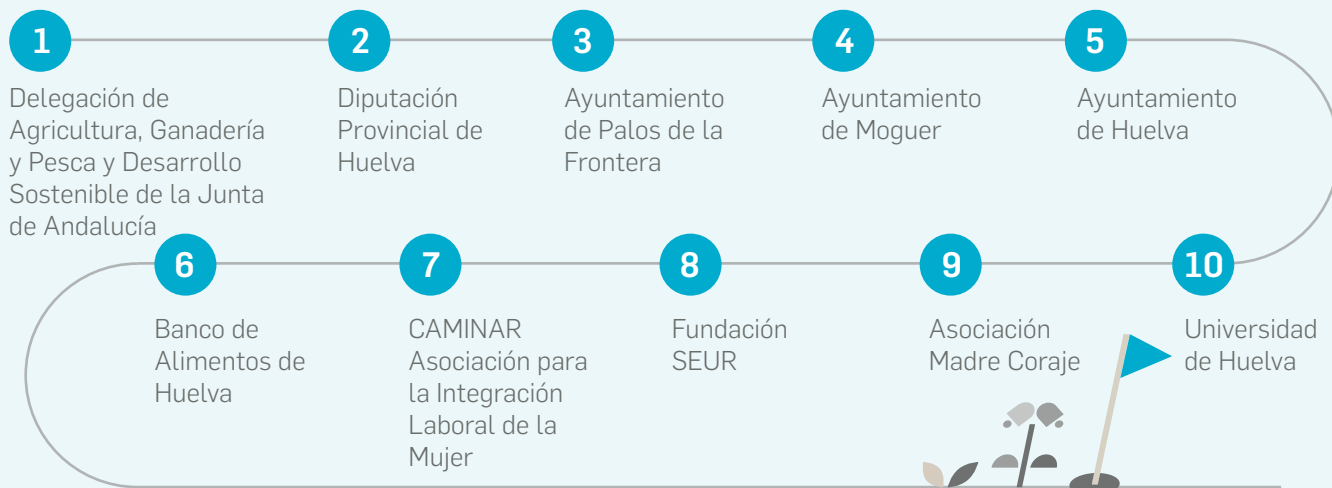 1
Delegación de
Agricultura, Ganadería
y Pesca y Desarrollo
Sostenible de la Junta
de Andalucía
2
Diputación
Provincial de
Huelva
3
Ayuntamiento
de Palos de la
Frontera
4
Ayuntamiento
de Moguer
5
Ayuntamiento
de Huelva
6
Banco de
Alimentos de
Huelva
7
CAMINAR
Asociación para
la Integración
Laboral de la
Mujer
8
Fundación
SEUR
9
Asociación
Madre Coraje
10
Universidad
de Huelva